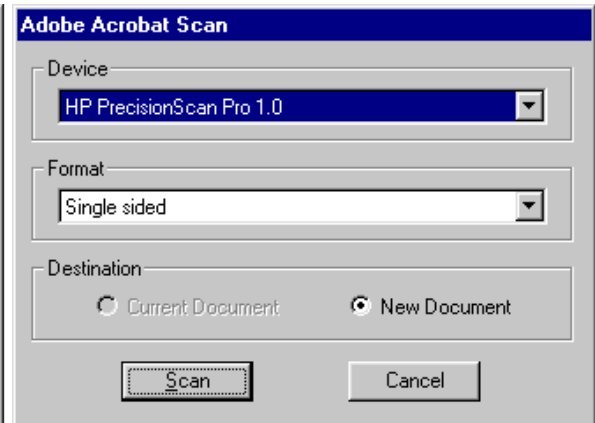 Adobe Acrobat Scan
Device
HP PrecisionScan Pro 1.0
Format
Single sided
Destination
Current Document New Document
Scan Cancel